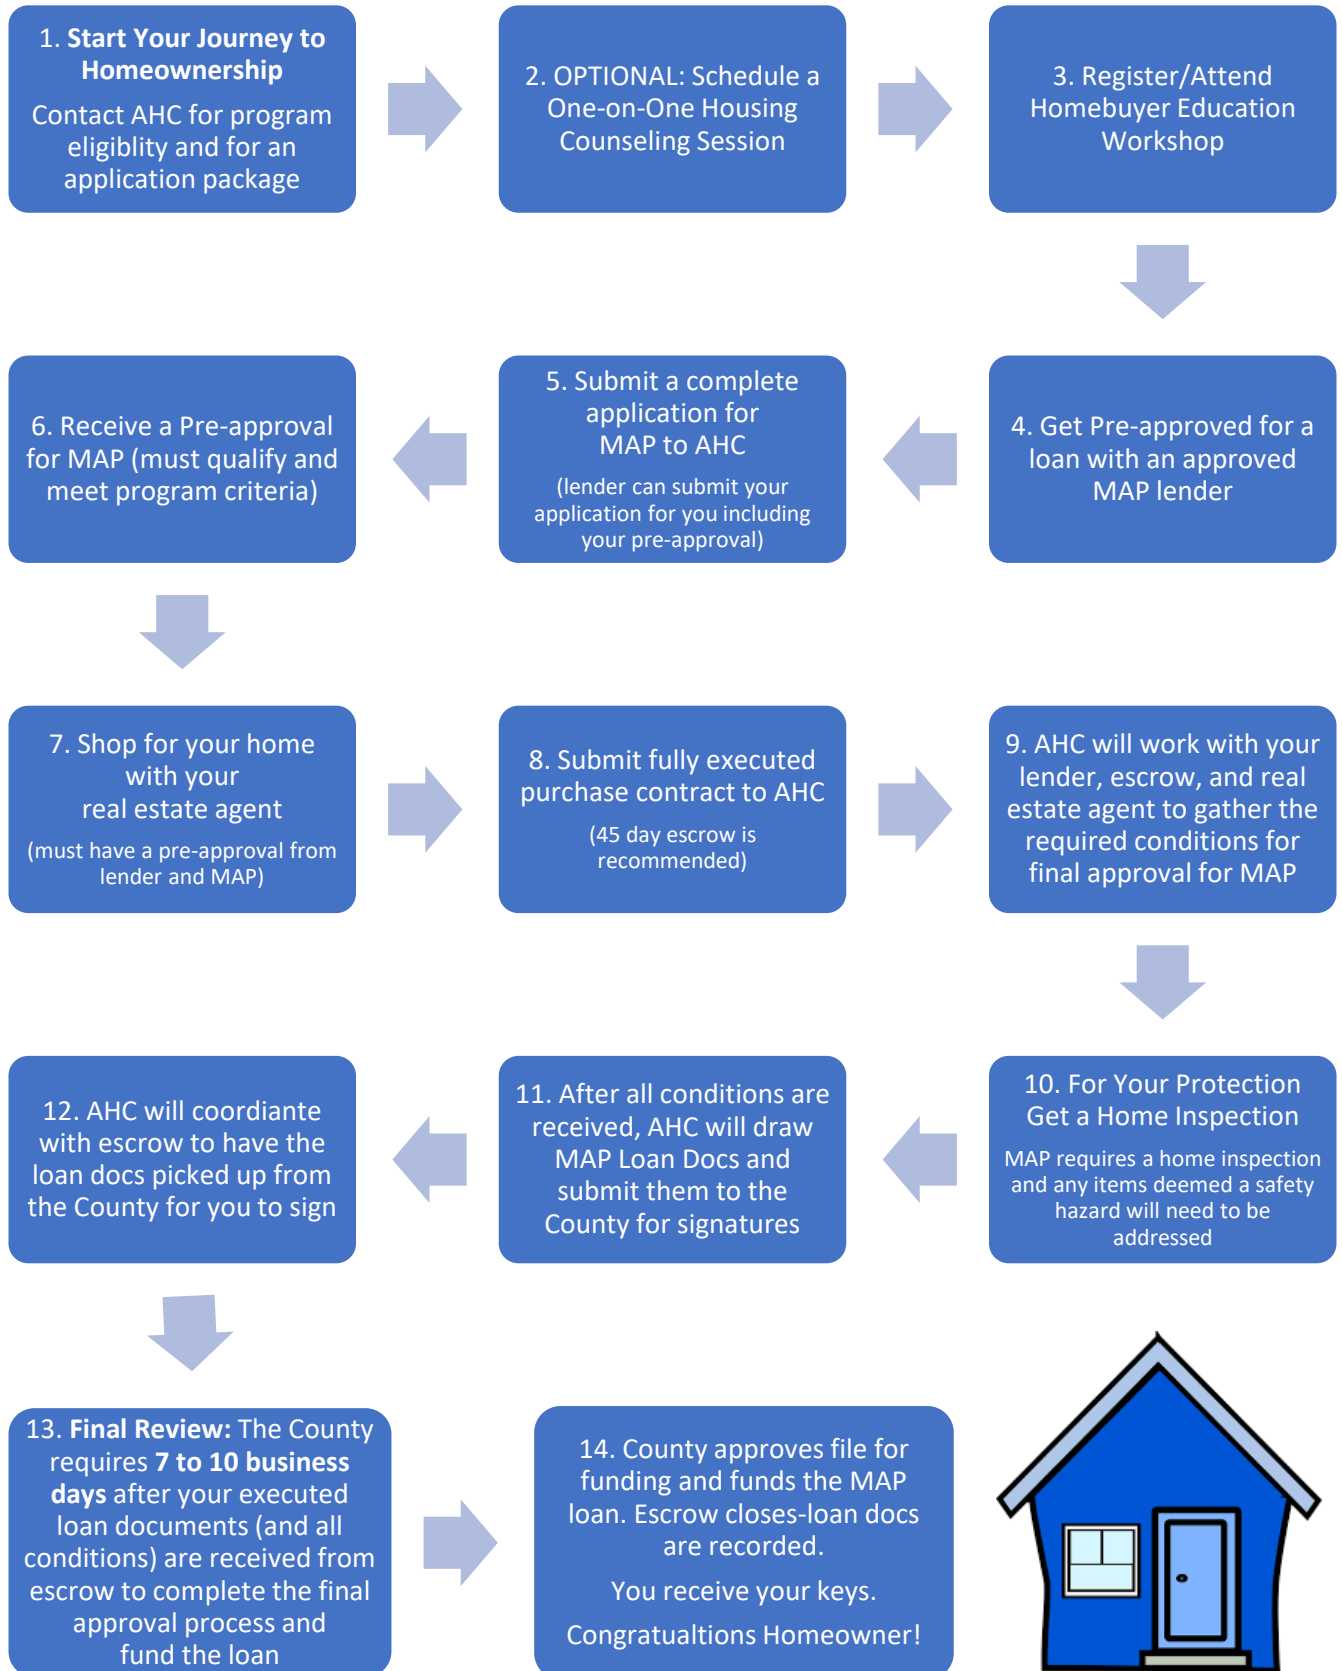 1. Start Your Journey to
Homeownership
Contact AHC for program
eligiblity and for an
application package
2. OPTIONAL: Schedule a
One-on-One Housing
Counseling Session
3. Register/Attend
Homebuyer Education
Workshop
4. Get Pre-approved for a
loan with an approved
MAP lender
5. Submit a complete
application for
MAP to AHC
(lender can submit your
application for you including
your pre-approval)
6. Receive a Pre-approval
for MAP (must qualify and
meet program criteria)
7. Shop for your home
with your
real estate agent
(must have a pre-approval from
lender and MAP)
8. Submit fully executed
purchase contract to AHC
(45 day escrow is
recommended)
9. AHC will work with your
lender, escrow, and real
estate agent to gather the
required conditions for
final approval for MAP
10. For Your Protection
Get a Home Inspection
MAP requires a home inspection
and any items deemed a safety
hazard will need to be
addressed
11. After all conditions are
received, AHC will draw
MAP Loan Docs and
submit them to the
County for signatures
12. AHC will coordiante
with escrow to have the
loan docs picked up from
the County for you to sign
13. Final Review: The County
requires 7 to 10 business
days after your executed
loan documents (and all
conditions) are received from
escrow to complete the final
approval process and
fund the loan
14. County approves file for
funding and funds the MAP
loan. Escrow closes-loan docs
are recorded.
You receive your keys.
Congratualtions Homeowner!